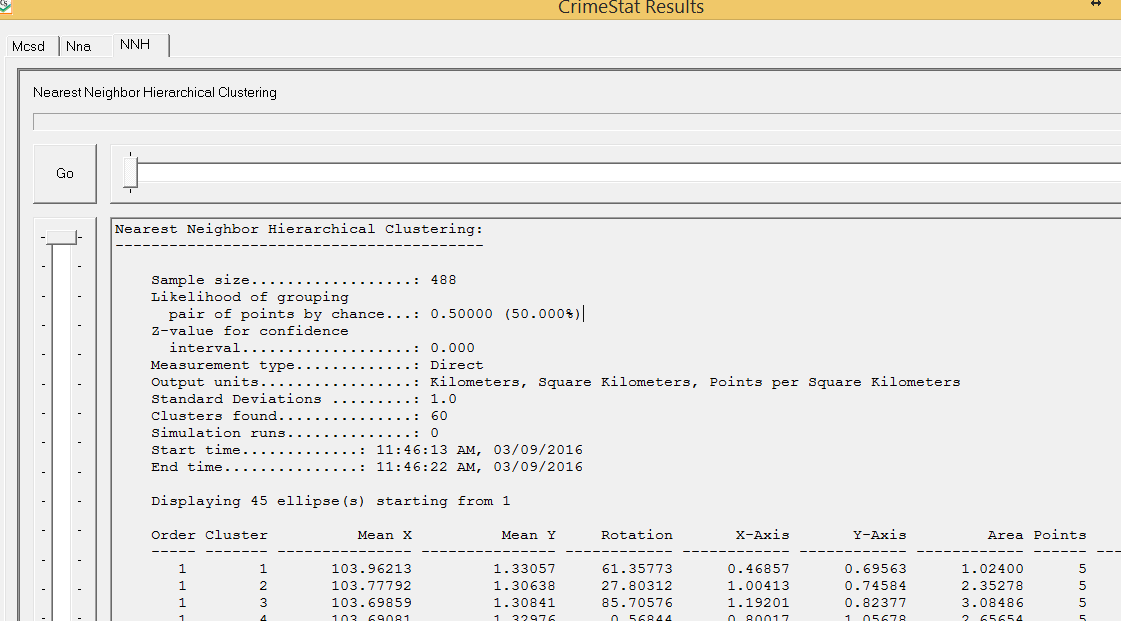 CrimeStat Results
Mcsd Nna NNH
Nearest Neighbor Hierarchical Clustering
Go
Nearest Neighbor Hierarchical Clustering:
-----------------------------------------
Sample size..................: 488
Likelihood of grouping
pair of points by chance...: 0.50000 (50.000%)
Z-value for confidence
interval...................: 0.000
Measurement type.............: Direct
Output units.................: Kilometers, Square Kilometers, Points per Square Kilometers
Standard Deviations .........: 1.0
Clusters found...............: 60
Simulation runs..............: 0
Start time.............: 11:46:13 AM, 03/09/2016
End time...............: 11:46:22 AM, 03/09/2016
Displaying 45 ellipse(s) starting from 1
Order Cluster Mean X Mean Y Rotation X-Axis Y-Axis Area Points
----- ------- --------------- --------------- ------------ ------------ ------------ ------------ ------ ---
1 1 103.96213 1.33057 61.35773 0.46857 0.69563 1.02400 5
1 2 103.77792 1.30638 27.80312 1.00413 0.74584 2.35278 5
1 3 103.69859 1.30841 85.70576 1.19201 0.82377 3.08486 5
1 4 103.69081 1.32976 0.56844 0.80017 1.05678 2.65654 5